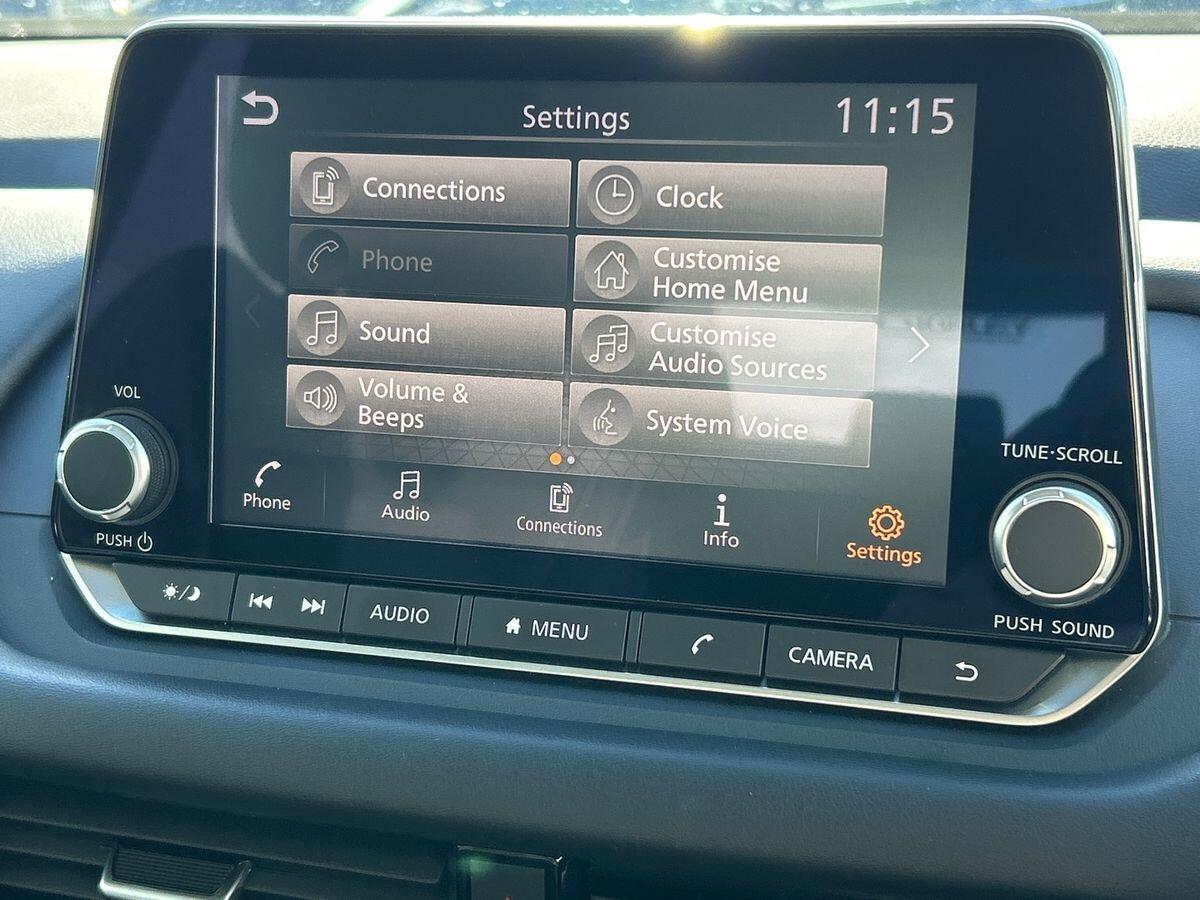 Settings
11:15
Connections
Clock
Phone
Customise
Home Menu
Sound
Customise
Audio Sources
Volume &
Beeps
System Voice
Phone
Audio
Connections
Info
Settings
VOL
PUSH
TUNE·SCROLL
PUSH SOUND
AUDIO
MENU
CAMERA